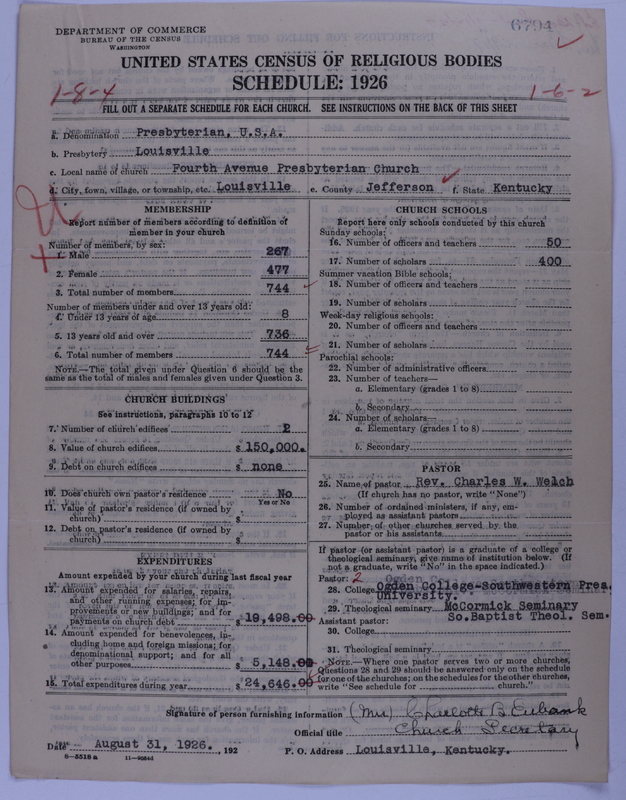 DEPARTMENT OF COMMERCE
BUREAU OF THE CENSUS
WASHINGTON
6794
UNITED STATES CENSUS OF RELIGIOUS BODIES
SCHEDULE: 1926
1-8-4
1-6-2
FILL OUT A SEPARATE SCHEDULE FOR EACH CHURCH. SEE INSTRUCTIONS ON THE BACK OF THIS SHEET
a. Denomination Presbyterian, U.S.A.
b. Presbytery Louisville
c. Local name of church Fourth Avenue Presbyterian Church
d. City, town, village, or township, etc. Louisville e. County Jefferson f. State Kentucky
MEMBERSHIP
Report number of members according to definition of
member in your church
Number of members, by sex:
1. Male 267
2. Female 477
3. Total number of members 744
Number of members under and over 13 years old:
4. Under 13 years of age 8
5. 13 years old and over 736
6. Total number of members 744
NOTE.—The total given under Question 6 should be the
same as the total of males and females given under Question 3.
CHURCH BUILDINGS
See instructions, paragraphs 10 to 12
7. Number of church edifices 2
8. Value of church edifices $ 150,000.
9. Debt on church edifices $ none
10. Does church own pastor's residence No
Yes or No
11. Value of pastor's residence (if owned by
church) $
12. Debt on pastor's residence (if owned by
church) $
EXPENDITURES
Amount expended by your church during last fiscal year
13. Amount expended for salaries, repairs,
and other running expenses; for im-
provements or new buildings; and for
payments on church debt $ 19,498.00
14. Amount expended for benevolences, in-
cluding home and foreign missions; for
denominational support; and for all
other purposes $ 5,148.00
15. Total expenditures during year $ 24,646.00
CHURCH SCHOOLS
Report here only schools conducted by this church
Sunday schools:
16. Number of officers and teachers 50
17. Number of scholars 400
Summer vacation Bible schools:
18. Number of officers and teachers
19. Number of scholars
Week-day religious schools:
20. Number of officers and teachers
21. Number of scholars
Parochial schools:
22. Number of administrative officers
23. Number of teachers—
a. Elementary (grades 1 to 8)
b. Secondary
24. Number of scholars—
a. Elementary (grades 1 to 8)
b. Secondary
PASTOR
25. Name of pastor Rev. Charles W. Welch
(If church has no pastor, write "None")
26. Number of ordained ministers, if any, em-
ployed as assistant pastors
27. Number of other churches served by the
pastor or his assistants
If pastor (or assistant pastor) is a graduate of a college or
theological seminary, give name of institution below. (If
not a graduate, write "No" in the space indicated.)
Pastor: 2
28. College Ogden College-Southwestern Pres.
University.
29. Theological seminary McCormick Seminary
Assistant pastor: So.Baptist Theol. Sem.
30. College
31. Theological seminary
NOTE.—Where one pastor serves two or more churches,
Questions 28 and 29 should be answered only on the schedule
for one of the churches; on the schedules for the other churches,
write "See schedule for church."
Signature of person furnishing information (Mrs) Charlotte B. Eubank
Official title Church Secretary
Date August 31, 1926. , 192 P. O. Address Louisville, Kentucky.
8-5518 a 11-9054d